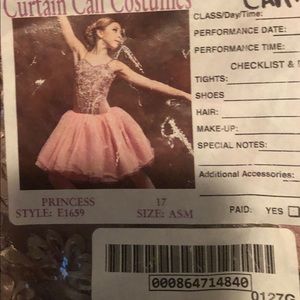 Curtain Call Costumes
CLASS/Day/Time:
PERFORMANCE DATE:
PERFORMANCE TIME:
CHECKLIST &
TIGHTS:
SHOES
HAIR:
MAKE-UP:
SPECIAL NOTES:
Additional Accessories:
PRINCESS 17
STYLE: E1659 SIZE: ASM
PAID: YES
000864714840
0127G